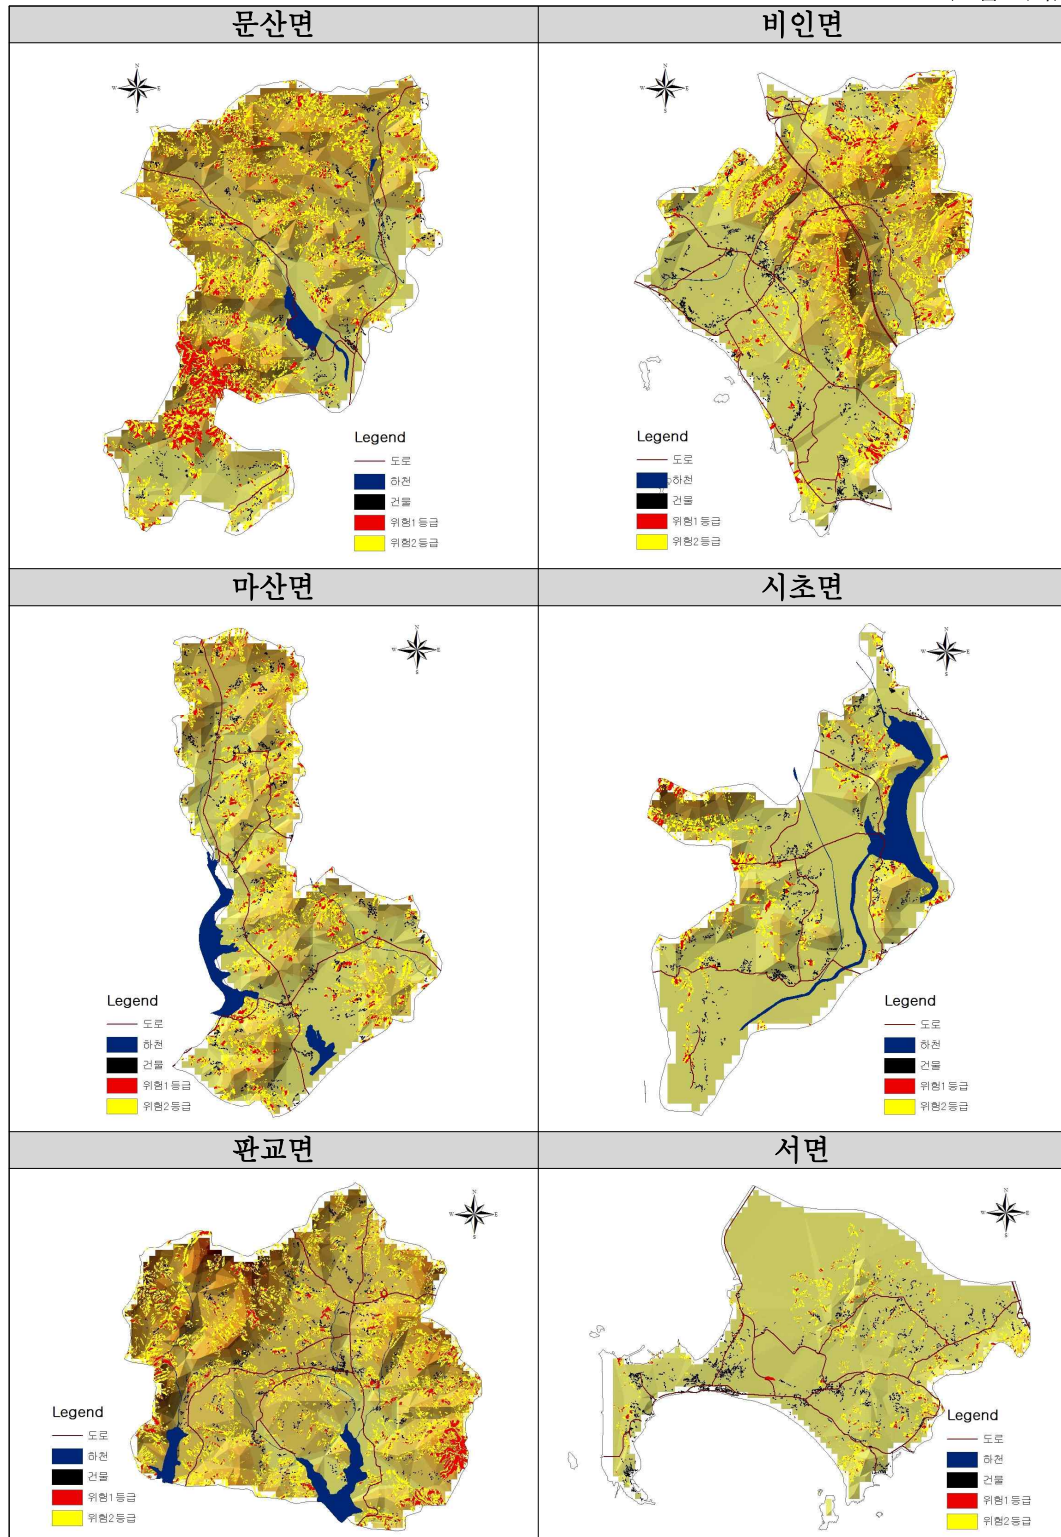 문산면
비인면
N
W E
S
Legend
도로
하천
건물
위험1등급
위험2등급
N
W E
S
Legend
도로
하천
건물
위험1등급
위험2등급
마산면
시초면
N
W E
S
Legend
도로
하천
건물
위험1등급
위험2등급
N
W E
S
Legend
도로
하천
건물
위험1등급
위험2등급
판교면
서면
N
W E
S
Legend
도로
하천
건물
위험1등급
위험2등급
N
W E
S
Legend
도로
하천
건물
위험1등급
위험2등급